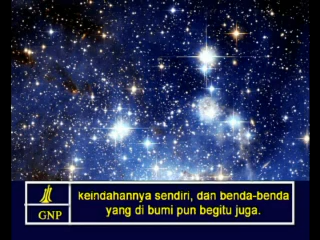 keindahannya sendiri, dan benda-benda
yang di bumi pun begitu juga.
GNP